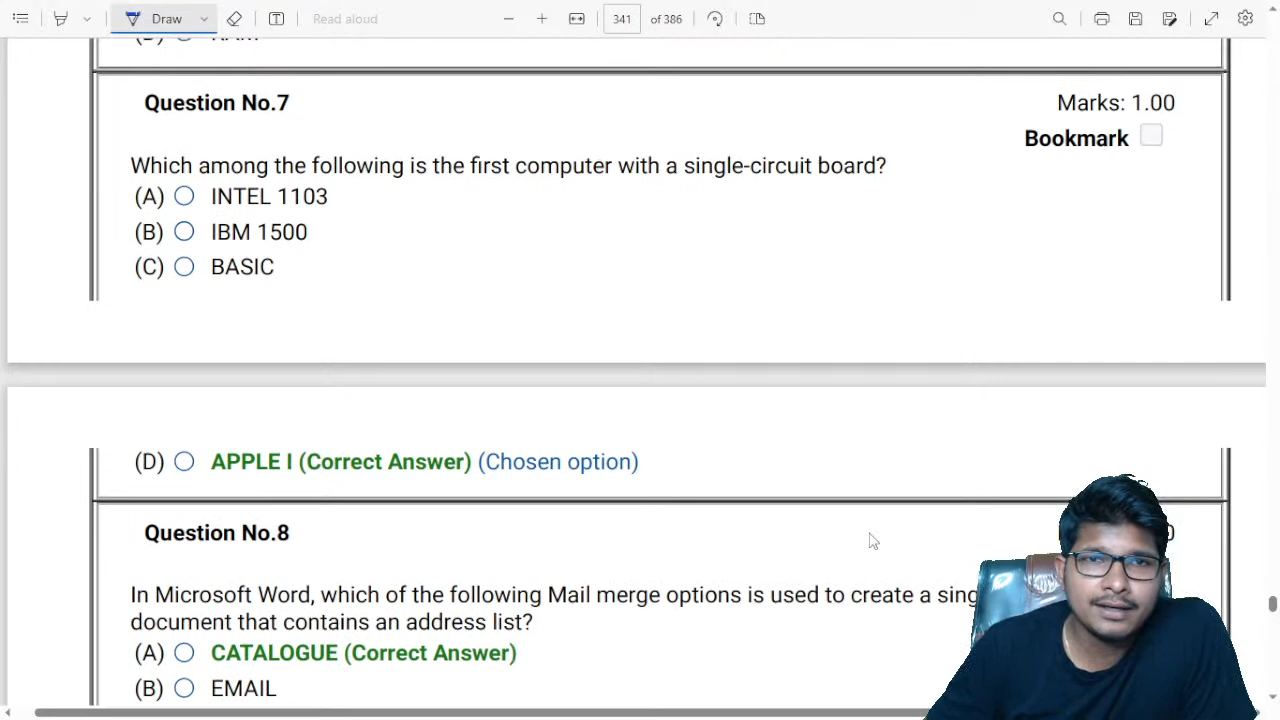 Draw
Read aloud
341 of 386
Question No.7
Marks: 1.00
Bookmark
Which among the following is the first computer with a single-circuit board?
(A) INTEL 1103
(B) IBM 1500
(C) BASIC
(D) APPLE I (Correct Answer) (Chosen option)
Question No.8
In Microsoft Word, which of the following Mail merge options is used to create a
document that contains an address list?
(A) CATALOGUE (Correct Answer)
(B) EMAIL